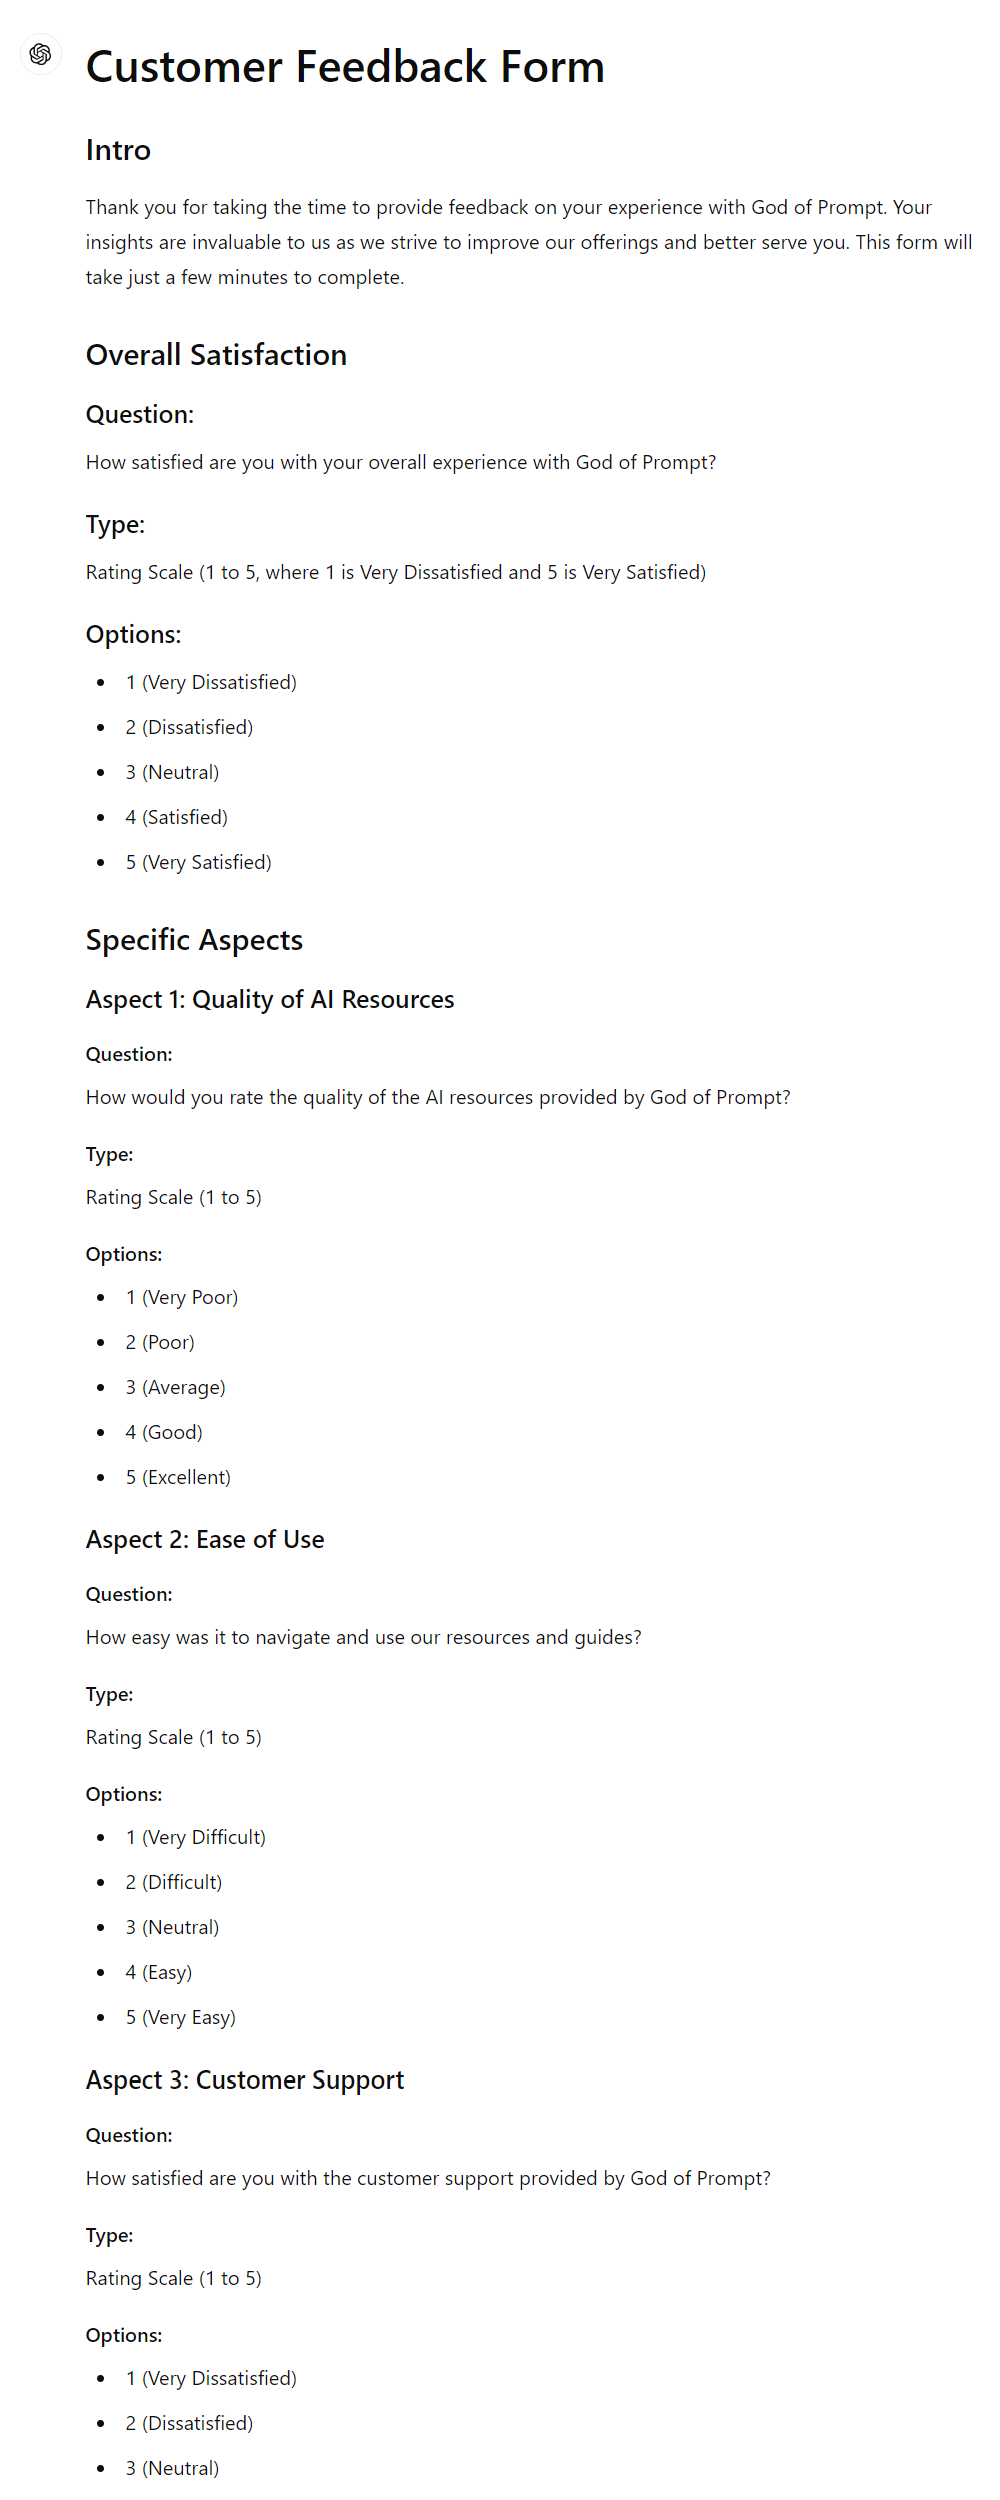 Customer Feedback Form
Intro
Thank you for taking the time to provide feedback on your experience with God of Prompt. Your
insights are invaluable to us as we strive to improve our offerings and better serve you. This form will
take just a few minutes to complete.
Overall Satisfaction
Question:
How satisfied are you with your overall experience with God of Prompt?
Type:
Rating Scale (1 to 5, where 1 is Very Dissatisfied and 5 is Very Satisfied)
Options:
• 1 (Very Dissatisfied)
• 2 (Dissatisfied)
• 3 (Neutral)
• 4 (Satisfied)
• 5 (Very Satisfied)
Specific Aspects
Aspect 1: Quality of AI Resources
Question:
How would you rate the quality of the AI resources provided by God of Prompt?
Type:
Rating Scale (1 to 5)
Options:
• 1 (Very Poor)
• 2 (Poor)
• 3 (Average)
• 4 (Good)
• 5 (Excellent)
Aspect 2: Ease of Use
Question:
How easy was it to navigate and use our resources and guides?
Type:
Rating Scale (1 to 5)
Options:
• 1 (Very Difficult)
• 2 (Difficult)
• 3 (Neutral)
• 4 (Easy)
• 5 (Very Easy)
Aspect 3: Customer Support
Question:
How satisfied are you with the customer support provided by God of Prompt?
Type:
Rating Scale (1 to 5)
Options:
• 1 (Very Dissatisfied)
• 2 (Dissatisfied)
• 3 (Neutral)